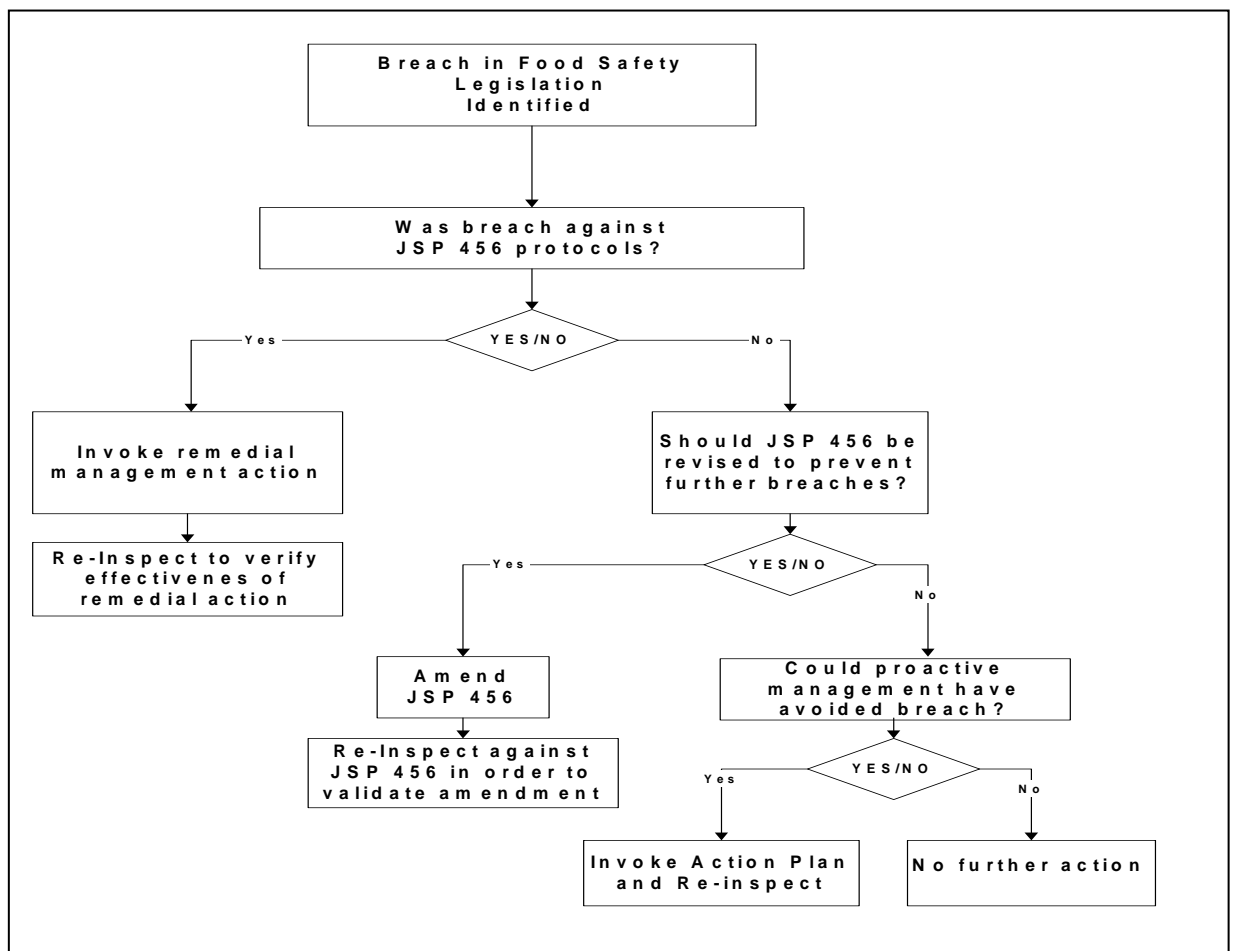 Breach in Food Safety
Legislation
Identified
Was breach against
JSP 456 protocols?
YES/NO
Yes
No
Invoke remedial
management action
Should JSP 456 be
revised to prevent
further breaches?
Re-Inspect to verify
effectivenes of
remedial action
YES/NO
Yes
No
Amend
JSP 456
Could proactive
management have
avoided breach?
Re-Inspect against
JSP 456 in order to
validate amendment
YES/NO
Yes
No
Invoke Action Plan
and Re-inspect
No further action